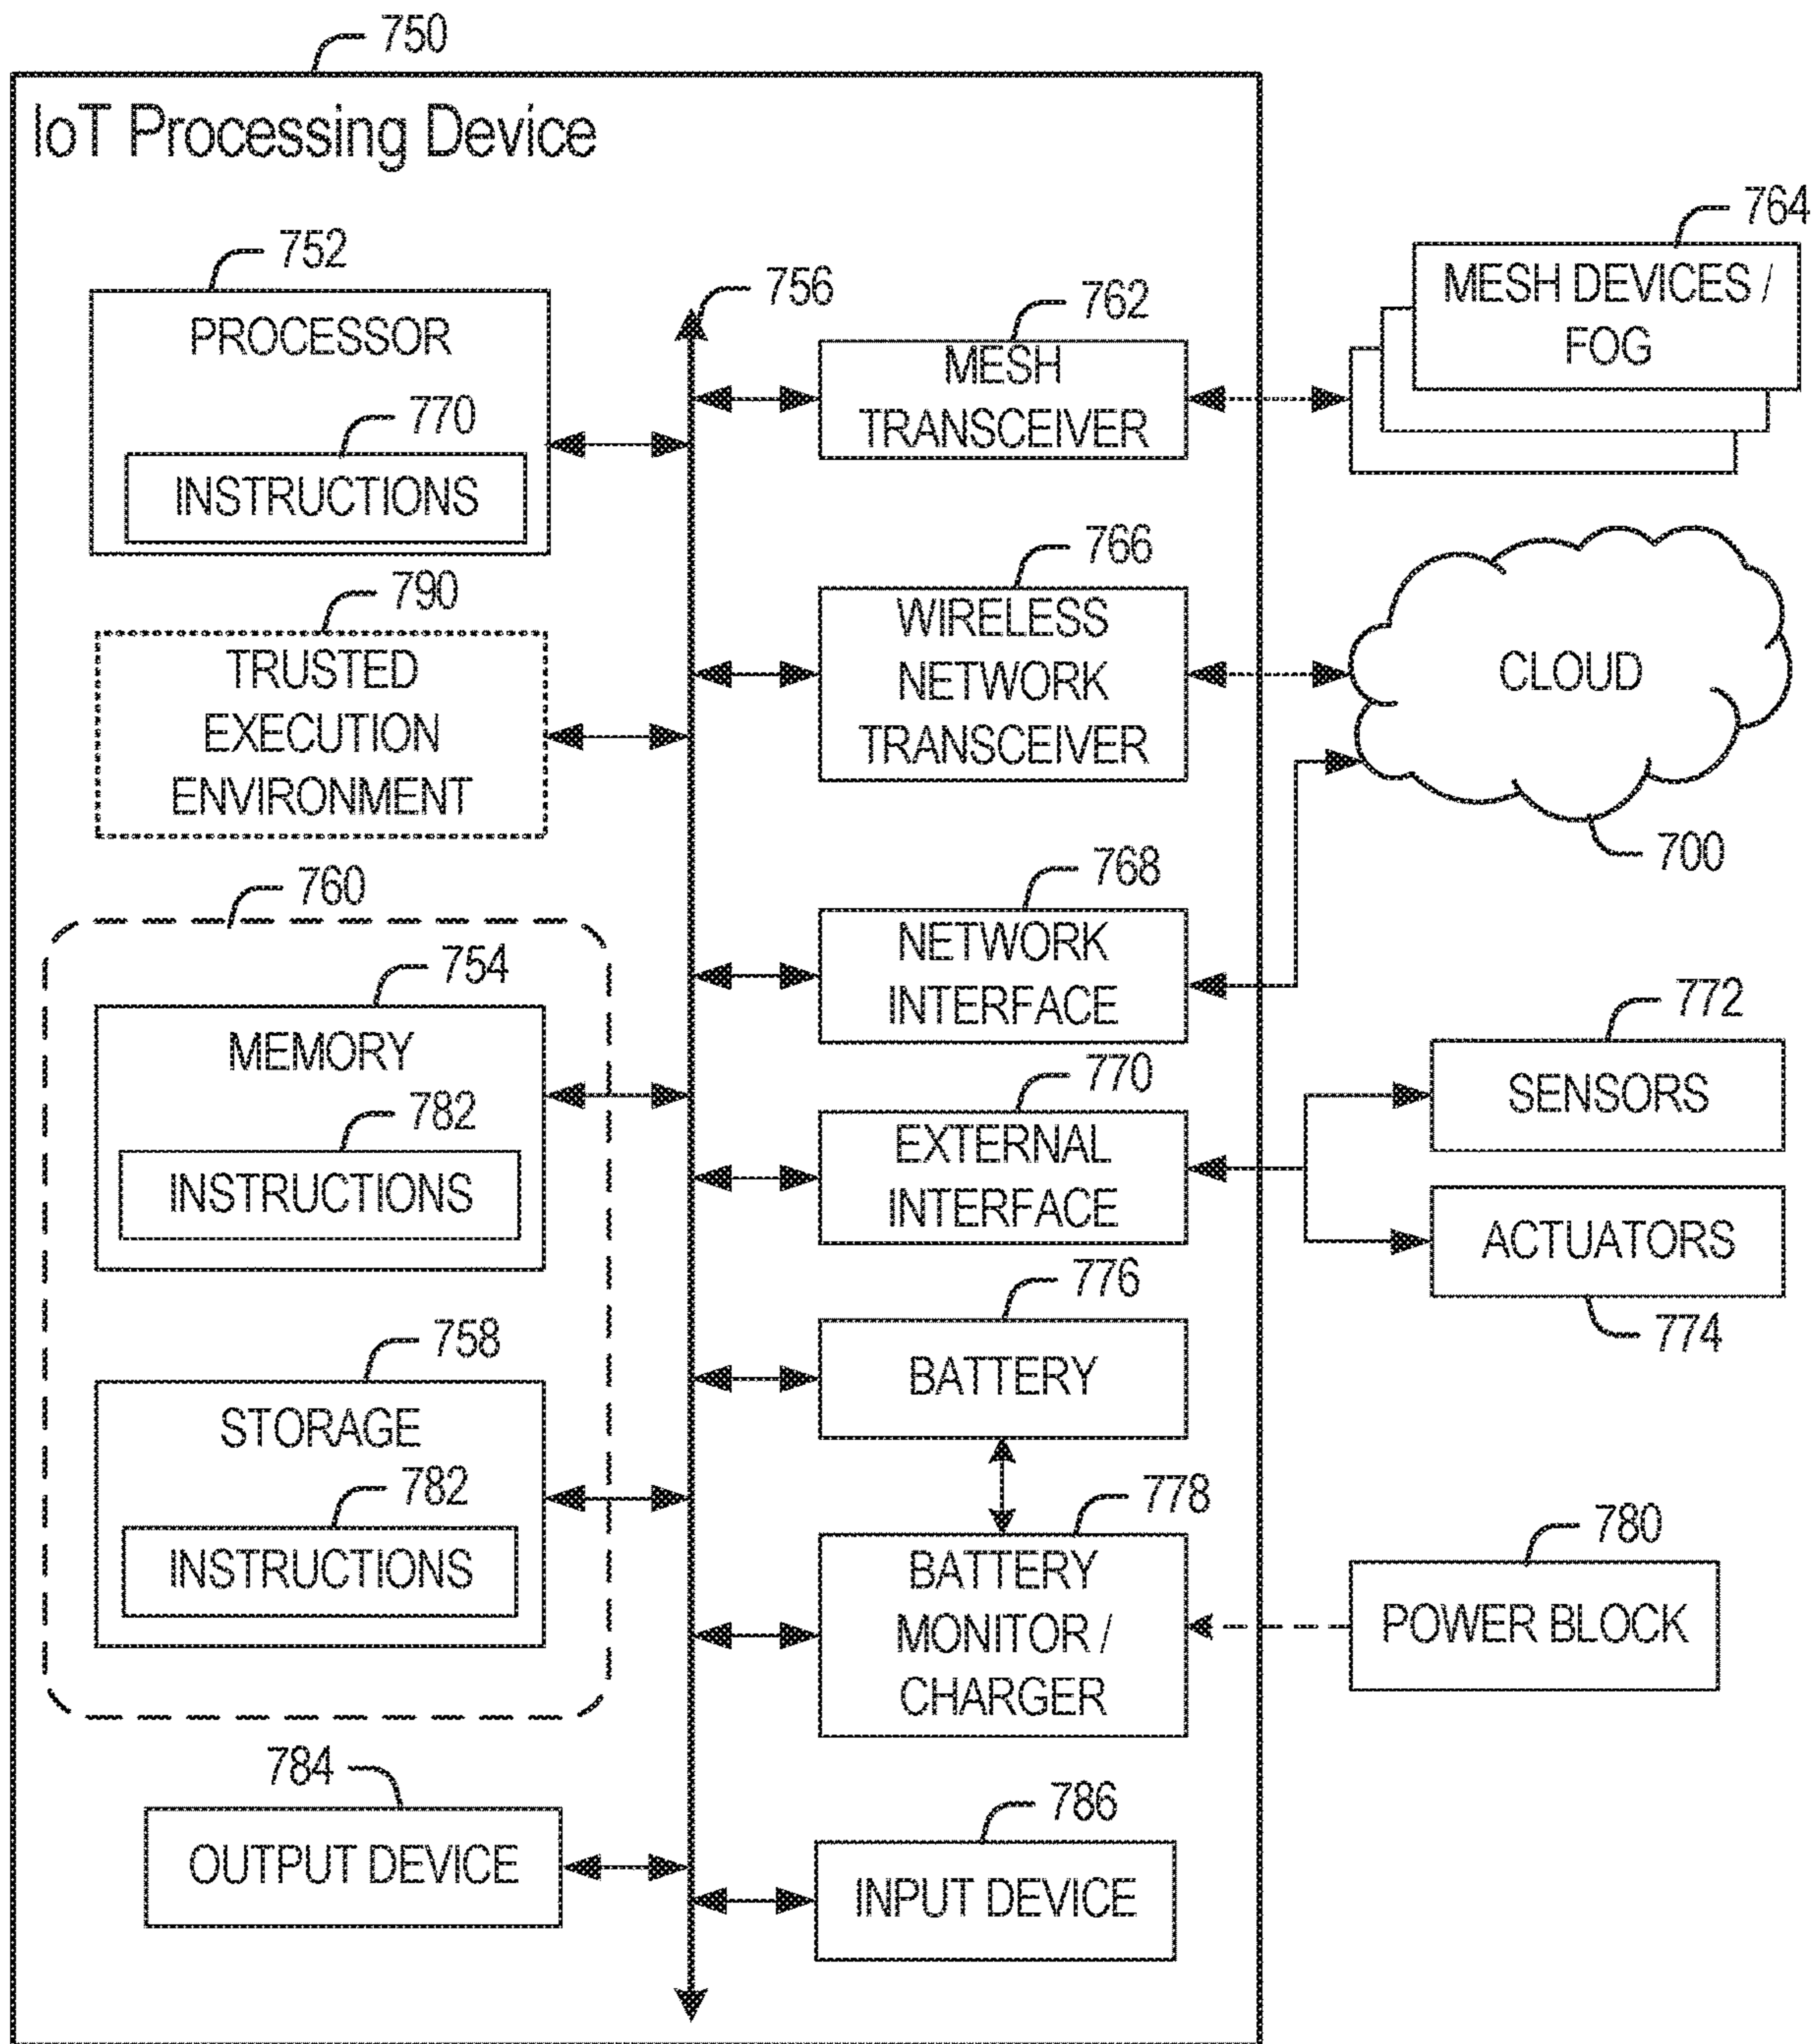 750
IoT Processing Device
752
PROCESSOR
770
INSTRUCTIONS
790
TRUSTED
EXECUTION
ENVIRONMENT
760
754
MEMORY
782
INSTRUCTIONS
758
STORAGE
782
INSTRUCTIONS
784
OUTPUT DEVICE
756
762
MESH
TRANSCEIVER
766
WIRELESS
NETWORK
TRANSCEIVER
768
NETWORK
INTERFACE
770
EXTERNAL
INTERFACE
776
BATTERY
778
BATTERY
MONITOR /
CHARGER
786
INPUT DEVICE
764
MESH DEVICES /
FOG
CLOUD
700
772
SENSORS
ACTUATORS
774
780
POWER BLOCK